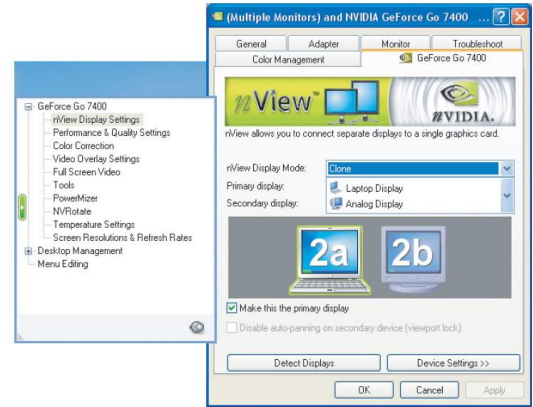 (Multiple Monitors) and NVIDIA GeForce Go 7400 ...
General Adapter Monitor Troubleshoot
Color Management GeForce Go 7400
nView™
NVIDIA.
nView allows you to connect separate displays to a single graphics card.
nView Display Mode: Clone
Primary display: Laptop Display
Secondary display: Analog Display
2a 2b
Make this the primary display
Disable auto-panning on secondary device (viewport lock)
Detect Displays Device Settings >>
OK Cancel Apply
GeForce Go 7400
nView Display Settings
Performance & Quality Settings
Color Correction
Video Overlay Settings
Full Screen Video
Tools
PowerMizer
NVRotate
Temperature Settings
Screen Resolutions & Refresh Rates
Desktop Management
Menu Editing